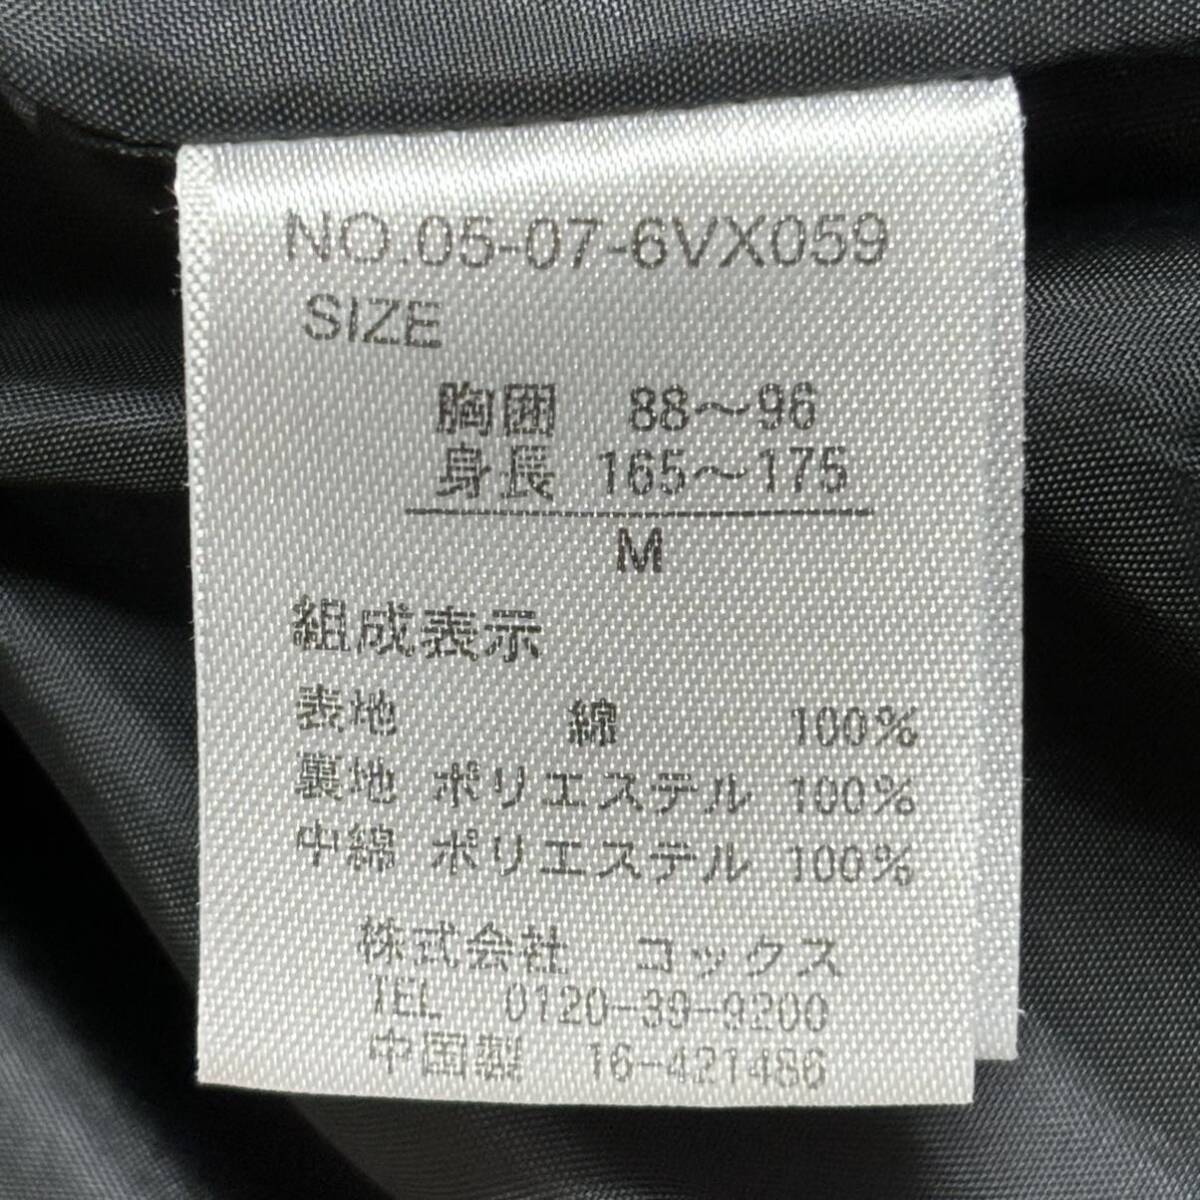 NO.05-07-6VX059
SIZE
胸囲 88～96
身長 165～175
M
組成表示
表地 綿 100%
裏地 ポリエステル 100%
中綿 ポリエステル 100%
株式会社 コックス
TEL 0120-39-9200
中国製 16-421486